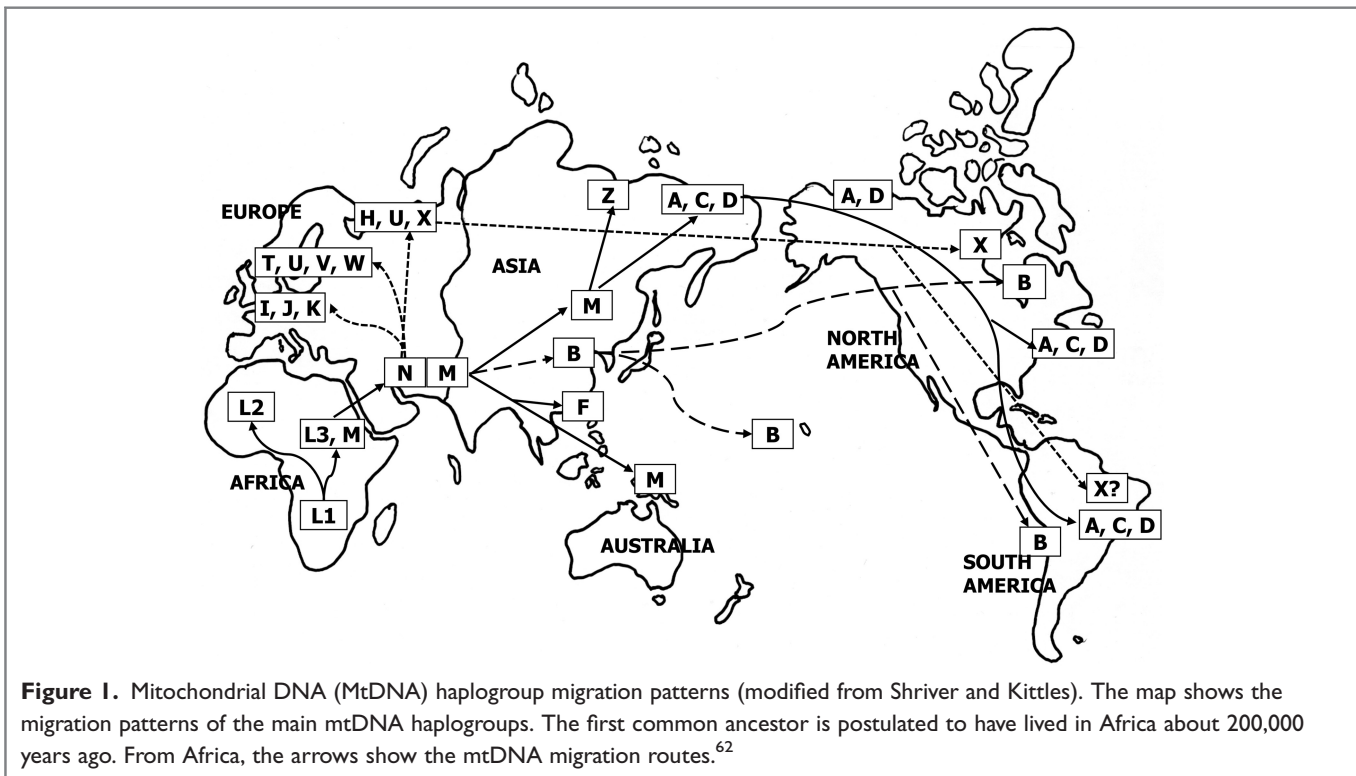 Z
A, C, D
A, D
EUROPE
H, U, X
X
T, U, V, W
ASIA
B
I, J, K
M
NORTH
AMERICA
A, C, D
B
N
M
F
L2
L3, M
B
AFRICA
M
X?
L1
A, C, D
AUSTRALIA
B
SOUTH
AMERICA
Figure 1. Mitochondrial DNA (MtDNA) haplogroup migration patterns (modified from Shriver and Kittles). The map shows the
migration patterns of the main mtDNA haplogroups. The first common ancestor is postulated to have lived in Africa about 200,000
years ago. From Africa, the arrows show the mtDNA migration routes.62